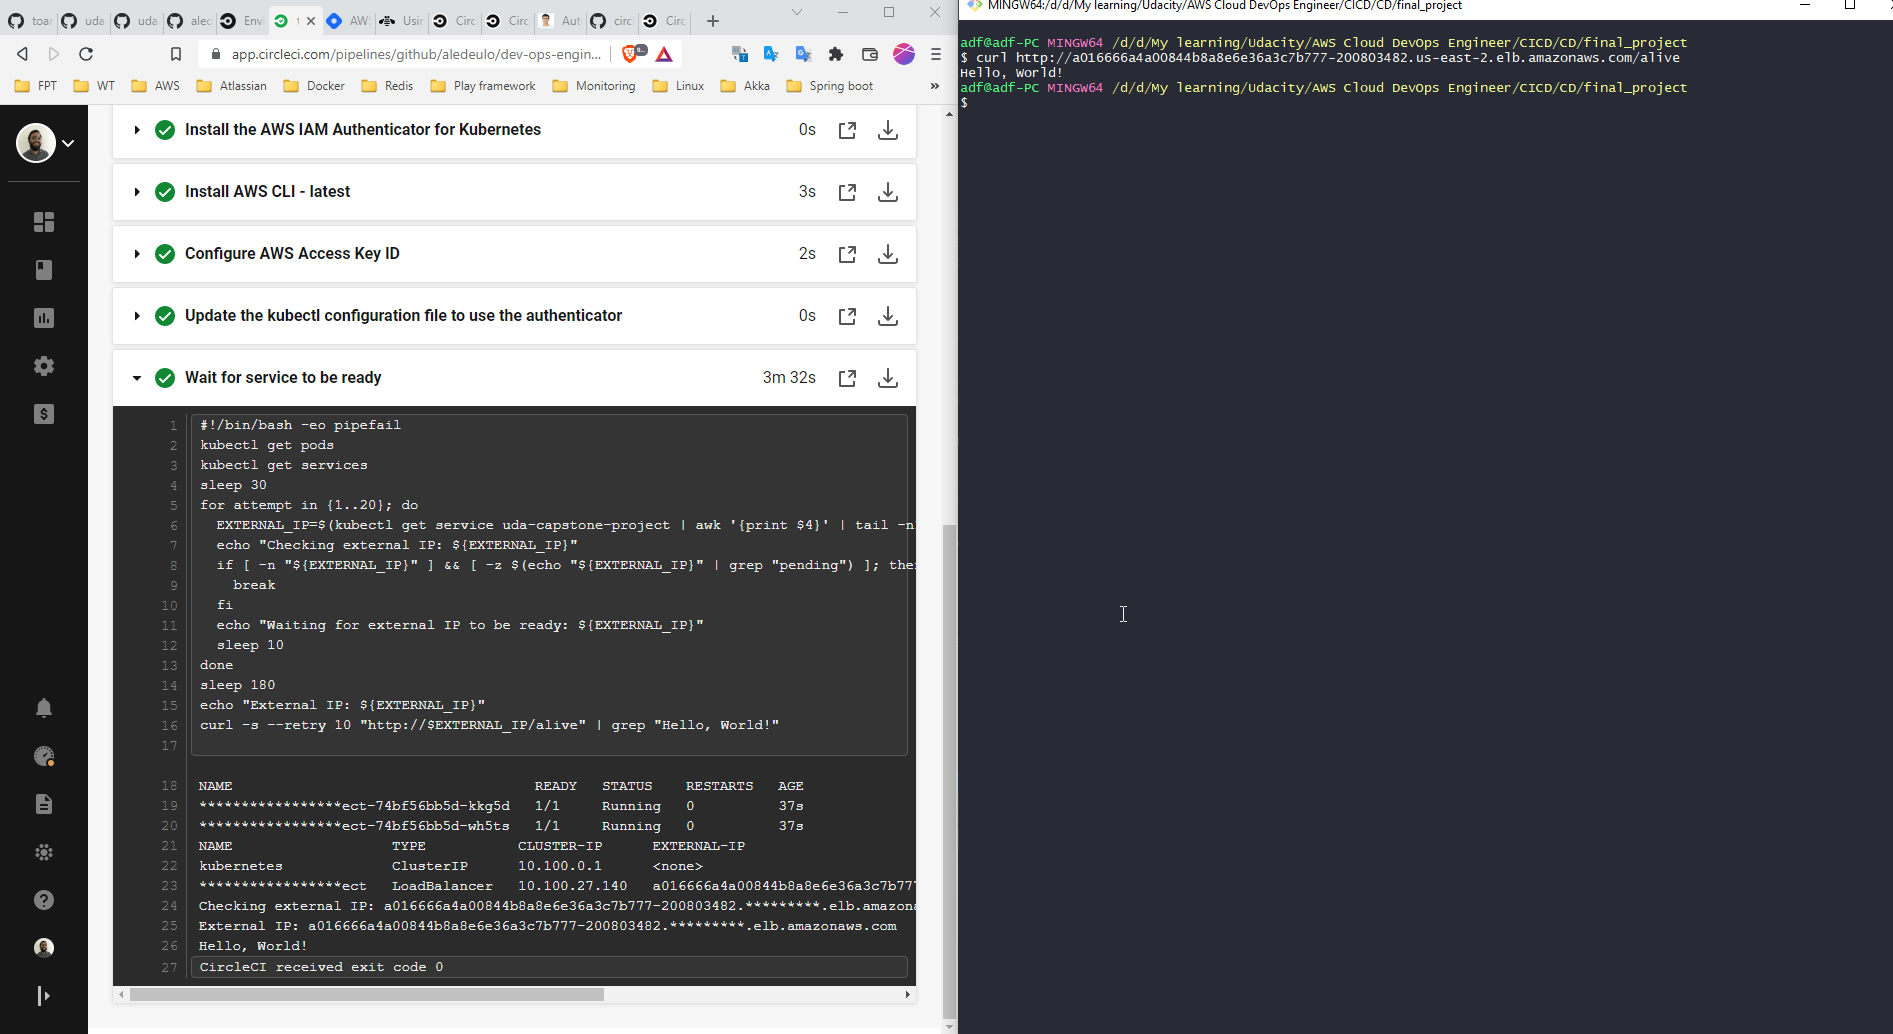 toar
uda
uda
aled
Envi
t
AW
Usin
Circ
Circ
Aut
circ
Circ
app.circleci.com/pipelines/github/aledeulo/dev-ops-engin...
FPT
WT
AWS
Atlassian
Docker
Redis
Play framework
Monitoring
Linux
Akka
Spring boot
»
Install the AWS IAM Authenticator for Kubernetes 0s
Install AWS CLI - latest 3s
Configure AWS Access Key ID 2s
Update the kubectl configuration file to use the authenticator 0s
Wait for service to be ready 3m 32s
1 #!/bin/bash -eo pipefail
2 kubectl get pods
3 kubectl get services
4 sleep 30
5 for attempt in {1..20}; do
6 EXTERNAL_IP=$(kubectl get service uda-capstone-project | awk '{print $4}' | tail -n
7 echo "Checking external IP: ${EXTERNAL_IP}"
8 if [ -n "${EXTERNAL_IP}" ] && [ -z $(echo "${EXTERNAL_IP}" | grep "pending") ]; the
9 break
10 fi
11 echo "Waiting for external IP to be ready: ${EXTERNAL_IP}"
12 sleep 10
13 done
14 sleep 180
15 echo "External IP: ${EXTERNAL_IP}"
16 curl -s --retry 10 "http://$EXTERNAL_IP/alive" | grep "Hello, World!"
17
18 NAME READY STATUS RESTARTS AGE
19 *****************ect-74bf56bb5d-kkg5d 1/1 Running 0 37s
20 *****************ect-74bf56bb5d-wh5ts 1/1 Running 0 37s
21 NAME TYPE CLUSTER-IP EXTERNAL-IP
22 kubernetes ClusterIP 10.100.0.1 <none>
23 *****************ect LoadBalancer 10.100.27.140 a016666a4a00844b8a8e6e36a3c7b777
24 Checking external IP: a016666a4a00844b8a8e6e36a3c7b777-200803482.*********.elb.amazona
25 External IP: a016666a4a00844b8a8e6e36a3c7b777-200803482.*********.elb.amazonaws.com
26 Hello, World!
27 CircleCI received exit code 0
MINGW64:/d/d/My learning/Udacity/AWS Cloud DevOps Engineer/CICD/CD/final_project
adf@adf-PC MINGW64 /d/d/My learning/Udacity/AWS Cloud DevOps Engineer/CICD/CD/final_project
$ curl http://a016666a4a00844b8a8e6e36a3c7b777-200803482.us-east-2.elb.amazonaws.com/alive
Hello, World!
adf@adf-PC MINGW64 /d/d/My learning/Udacity/AWS Cloud DevOps Engineer/CICD/CD/final_project
$